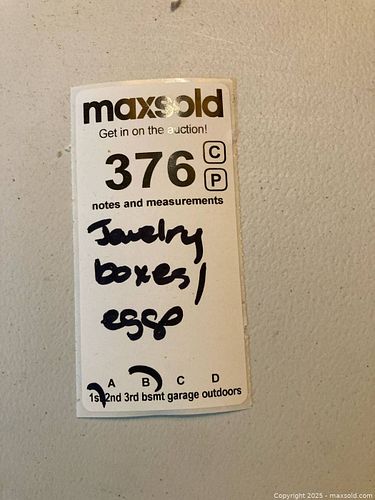 maxsold
Get in on the auction!
376 C
P
notes and measurements
Jewelry
boxes/
eggs
A B C D
1st 2nd 3rd bsmt garage outdoors
Copyright 2025 - maxsold.com